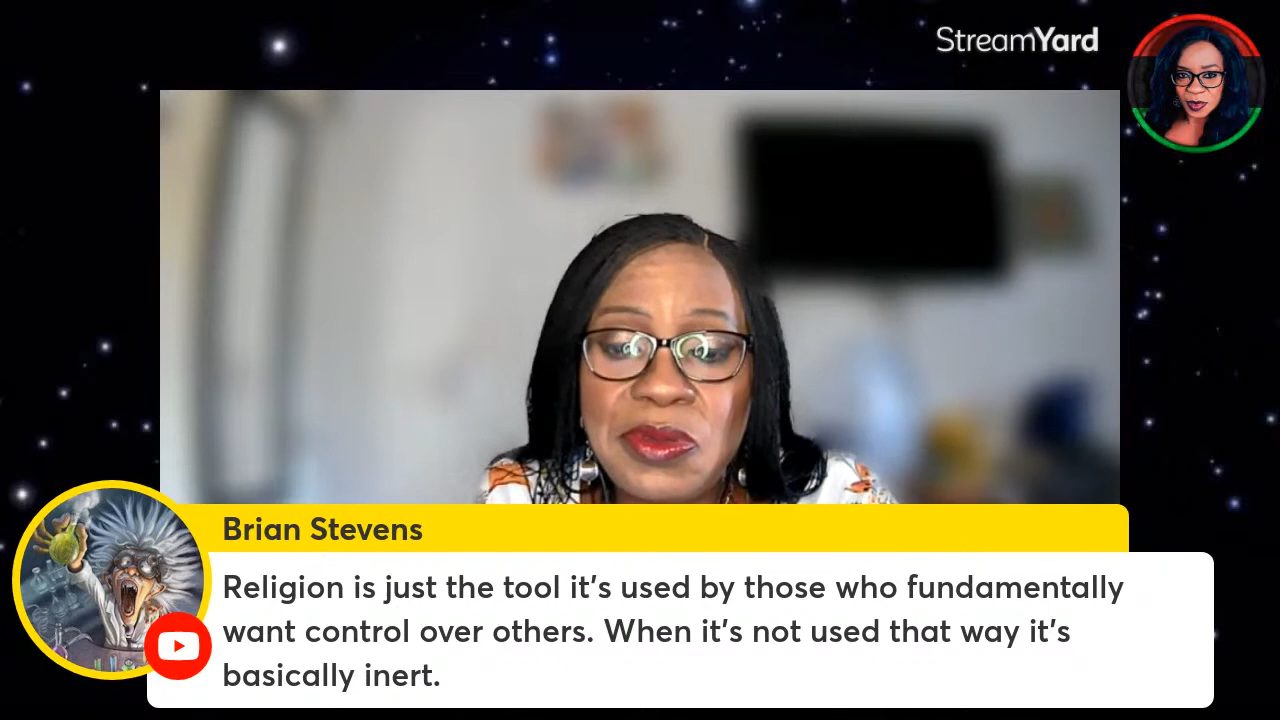 StreamYard
Brian Stevens
Religion is just the tool it's used by those who fundamentally
want control over others. When it's not used that way it's
basically inert.